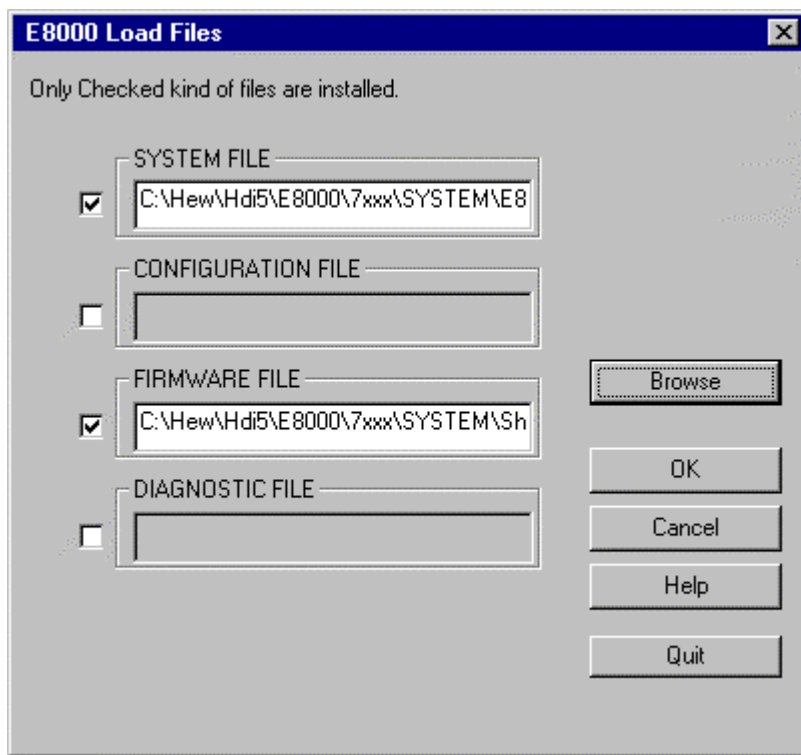 E8000 Load Files
Only Checked kind of files are installed.
SYSTEM FILE
C:\Hew\Hdi5\E8000\7xxx\SYSTEM\E8
CONFIGURATION FILE
FIRMWARE FILE
C:\Hew\Hdi5\E8000\7xxx\SYSTEM\Sh
DIAGNOSTIC FILE
Browse
OK
Cancel
Help
Quit